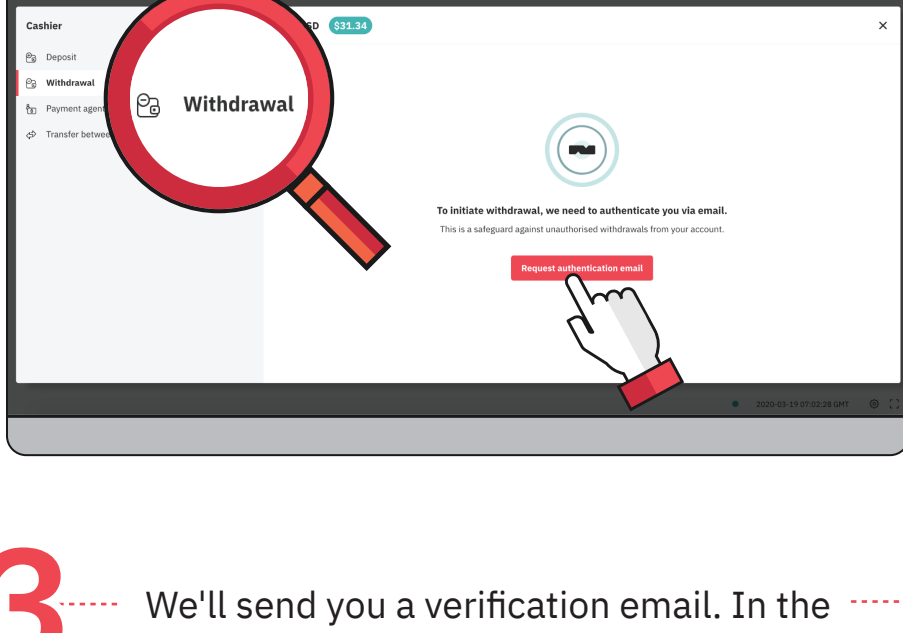 Cashier
SD $31.34
Deposit
Withdrawal
Payment agent
Transfer betwee
Withdrawal
To initiate withdrawal, we need to authenticate you via email.
This is a safeguard against unauthorised withdrawals from your account.
Request authentication email
2020-03-19 07:02:28 GMT
3
We'll send you a verification email. In the